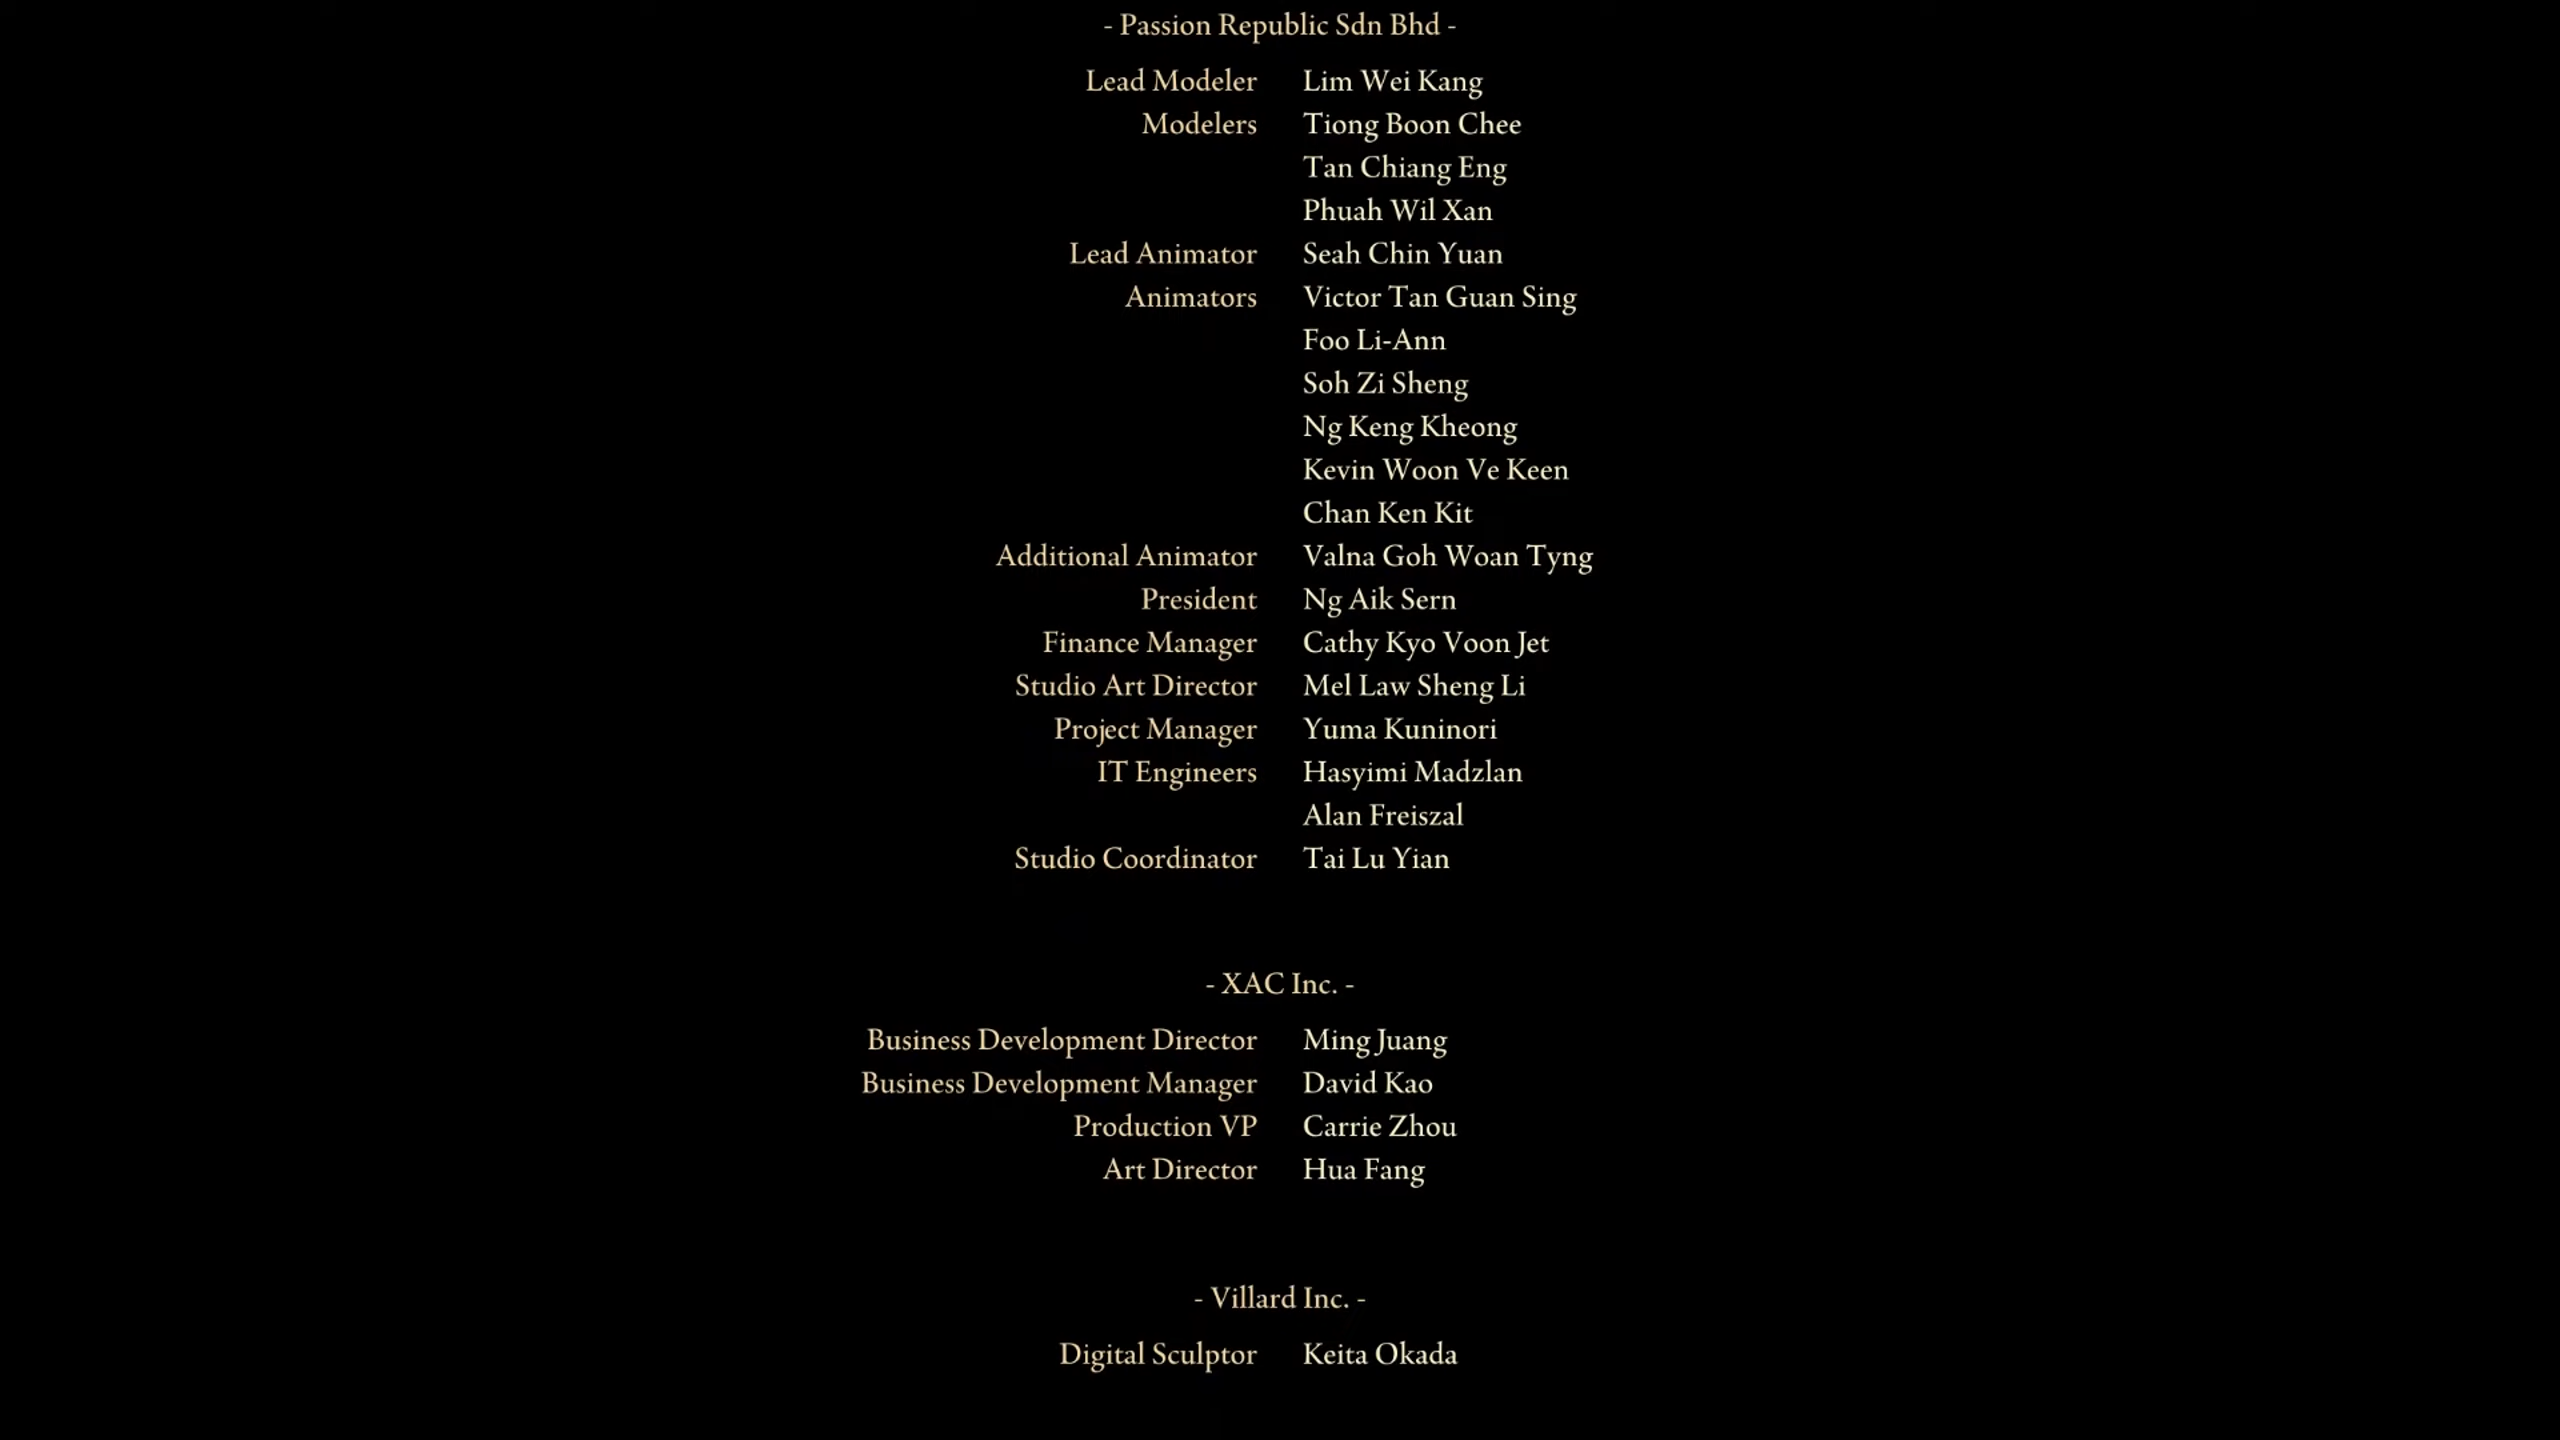 - Passion Republic Sdn Bhd -
Lead Modeler Lim Wei Kang
Modelers Tiong Boon Chee
Tan Chiang Eng
Phuah Wil Xan
Lead Animator Seah Chin Yuan
Animators Victor Tan Guan Sing
Foo Li-Ann
Soh Zi Sheng
Ng Keng Kheong
Kevin Woon Ve Keen
Chan Ken Kit
Additional Animator Valna Goh Woan Tyng
President Ng Aik Sern
Finance Manager Cathy Kyo Voon Jet
Studio Art Director Mel Law Sheng Li
Project Manager Yuma Kuninori
IT Engineers Hasyimi Madzlan
Alan Freiszal
Studio Coordinator Tai Lu Yian
- XAC Inc. -
Business Development Director Ming Juang
Business Development Manager David Kao
Production VP Carrie Zhou
Art Director Hua Fang
- Villard Inc. -
Digital Sculptor Keita Okada